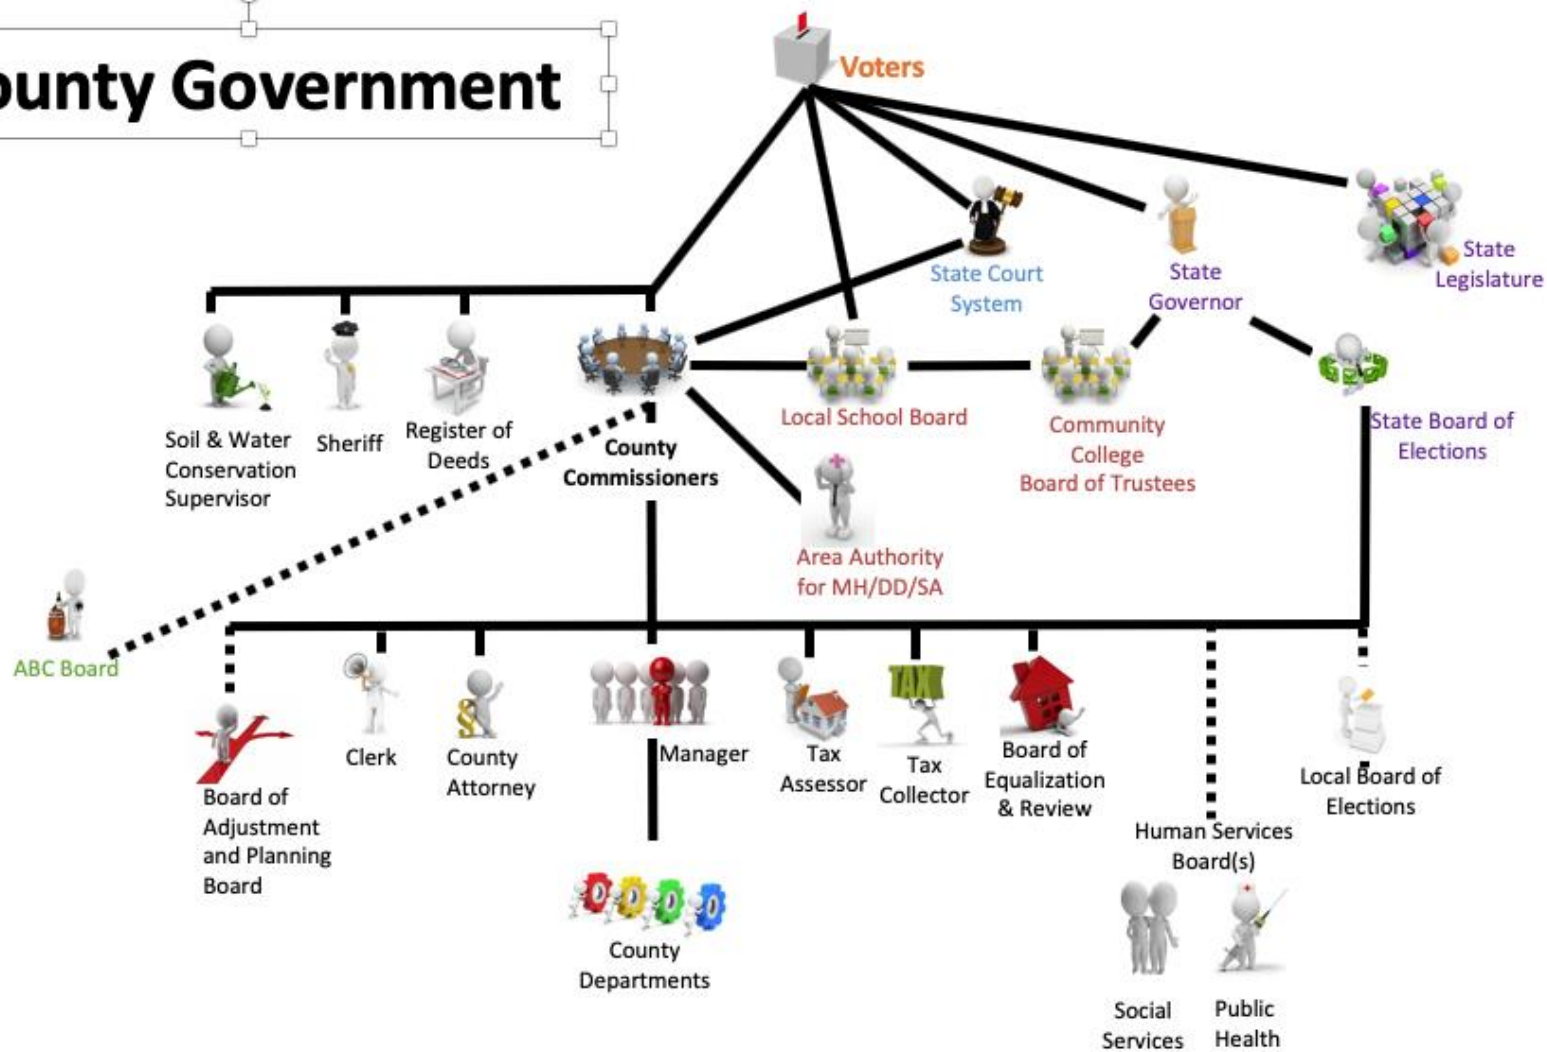 ounty Government
Voters
State Court
System
State
Governor
State
Legislature
Soil & Water
Conservation
Supervisor
Sheriff
Register of
Deeds
County
Commissioners
Local School Board
Community
College
Board of Trustees
State Board of
Elections
Area Authority
for MH/DD/SA
ABC Board
Board of
Adjustment
and Planning
Board
Clerk
County
Attorney
Manager
Tax
Assessor
TAX
Tax
Collector
Board of
Equalization
& Review
Human Services
Board(s)
Local Board of
Elections
County
Departments
Social
Services
Public
Health